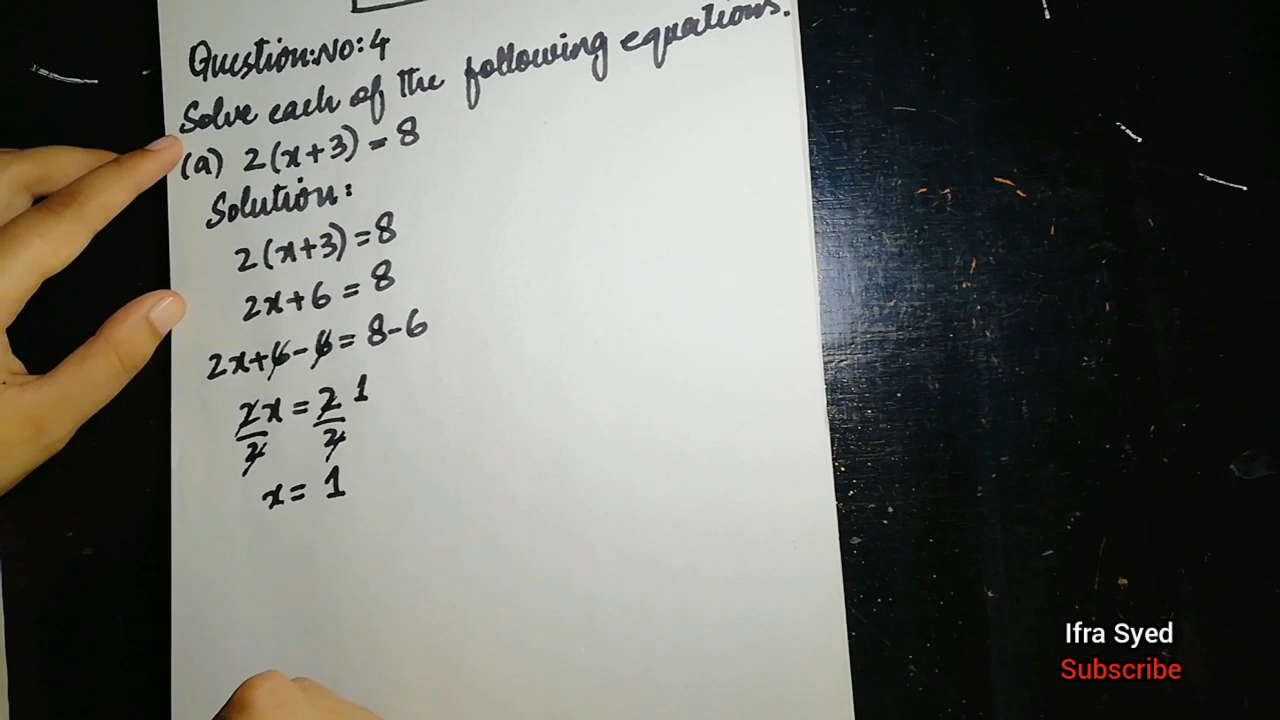 Question:No:4
Solve each of the following equations.
(a) 2(x+3) = 8
Solution:
2(x+3) = 8
2x+6 = 8
2x+6-6 = 8-6
2x/2 = 2/2 1
x = 1
Ifra Syed
Subscribe